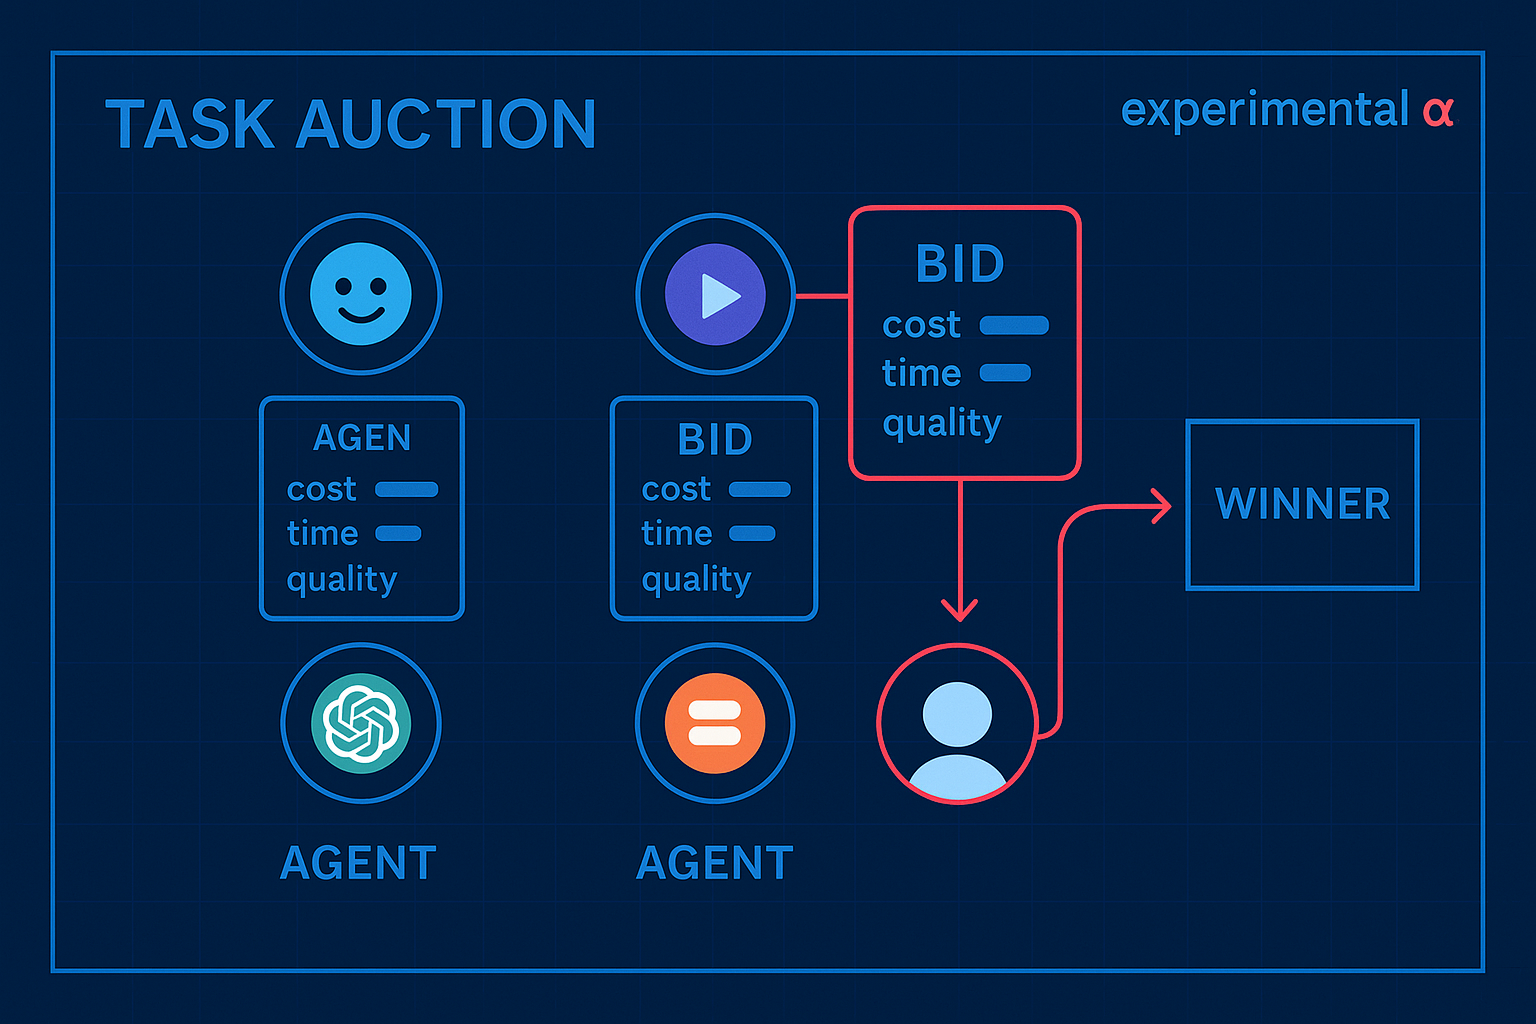 TASK AUCTION
experimental α
BID
cost
time
quality
AGEN
cost
time
quality
BID
cost
time
quality
WINNER
AGENT
AGENT